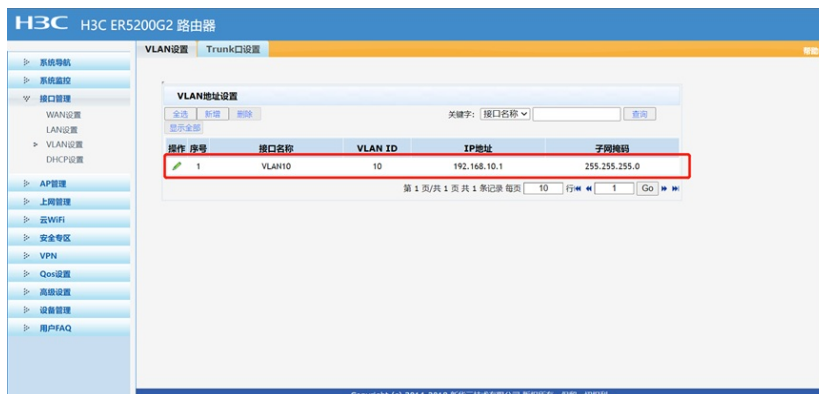 H3C H3C ER5200G2 路由器
VLAN设置 Trunk口设置
系统导航
系统监控
接口管理
WAN设置
LAN设置
VLAN设置
DHCP设置
AP管理
上网管理
云WiFi
安全专区
VPN
Qos设置
高级设置
设备管理
用户FAQ
VLAN地址设置
全选 新增 删除 关键字: 接口名称 查询
显示全部
操作 序号 接口名称 VLAN ID IP地址 子网掩码
1 VLAN10 10 192.168.10.1 255.255.255.0
第 1 页/共 1 页 共 1 条记录 每页 10 行 1 Go